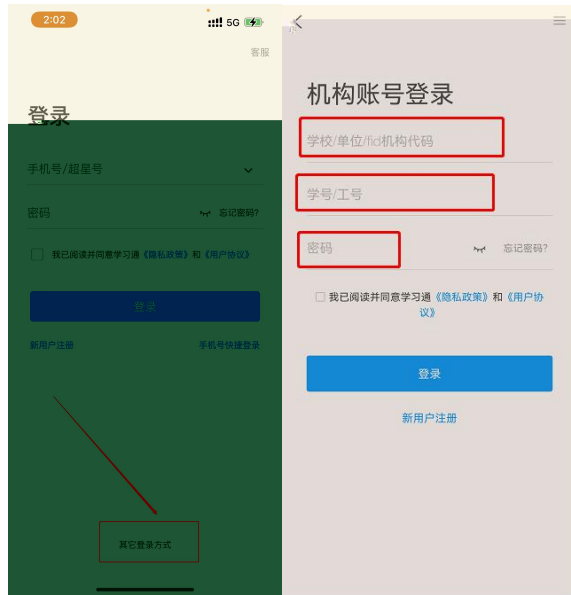 2:02
5G
客服
登录
手机号/超星号
密码
忘记密码?
我已阅读并同意学习通《隐私政策》和《用户协议》
登录
新用户注册
手机号快捷登录
其它登录方式
机构账号登录
学校/单位/fid机构代码
学号/工号
密码
忘记密码?
我已阅读并同意学习通《隐私政策》和《用户协
议》
登录
新用户注册